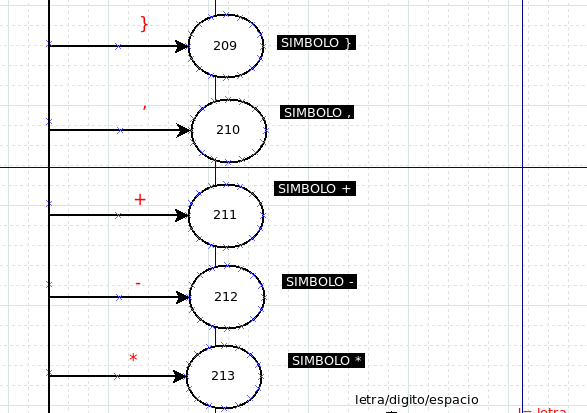 }
209 SIMBOLO }
,
210 SIMBOLO ,
+
211 SIMBOLO +
-
212 SIMBOLO -
*
213 SIMBOLO *
letra/digito/espacio